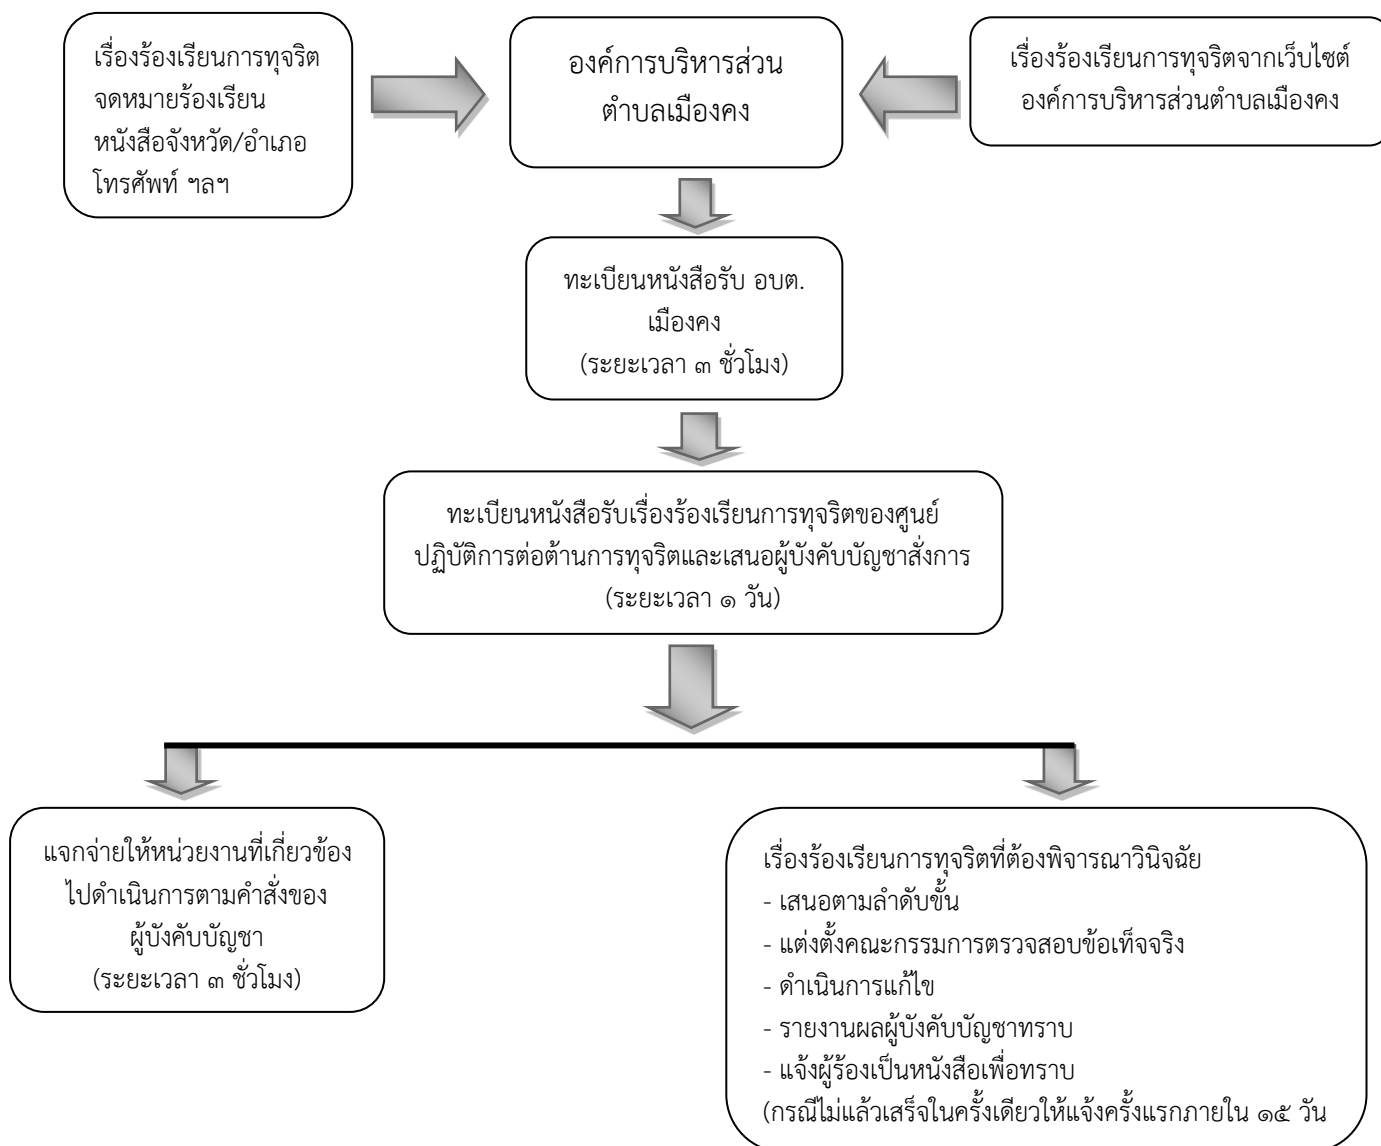 เรื่องร้องเรียนการทุจริต
จดหมายร้องเรียน
หนังสือจังหวัด/อำเภอ
โทรศัพท์ ฯลฯ
องค์การบริหารส่วน
ตำบลเมืองคง
เรื่องร้องเรียนการทุจริตจากเว็บไซต์
องค์การบริหารส่วนตำบลเมืองคง
ทะเบียนหนังสือรับ อบต.
เมืองคง
(ระยะเวลา ๓ ชั่วโมง)
ทะเบียนหนังสือรับเรื่องร้องเรียนการทุจริตของศูนย์
ปฏิบัติการต่อต้านการทุจริตและเสนอผู้บังคับบัญชาสั่งการ
(ระยะเวลา ๑ วัน)
แจกจ่ายให้หน่วยงานที่เกี่ยวข้อง
ไปดำเนินการตามคำสั่งของ
ผู้บังคับบัญชา
(ระยะเวลา ๓ ชั่วโมง)
เรื่องร้องเรียนการทุจริตที่ต้องพิจารณาวินิจฉัย
- เสนอตามลำดับขั้น
- แต่งตั้งคณะกรรมการตรวจสอบข้อเท็จจริง
- ดำเนินการแก้ไข
- รายงานผลผู้บังคับบัญชาทราบ
- แจ้งผู้ร้องเป็นหนังสือเพื่อทราบ
(กรณีไม่แล้วเสร็จในครั้งเดียวให้แจ้งครั้งแรกภายใน ๑๕ วัน